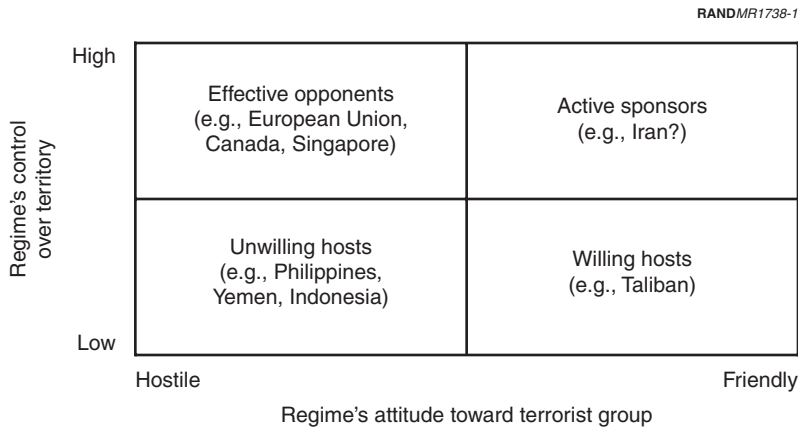 RANDMR1738-1
High
Effective opponents
(e.g., European Union,
Canada, Singapore)
Active sponsors
(e.g., Iran?)
Regime's control
over territory
Unwilling hosts
(e.g., Philippines,
Yemen, Indonesia)
Willing hosts
(e.g., Taliban)
Low
Hostile
Friendly
Regime's attitude toward terrorist group